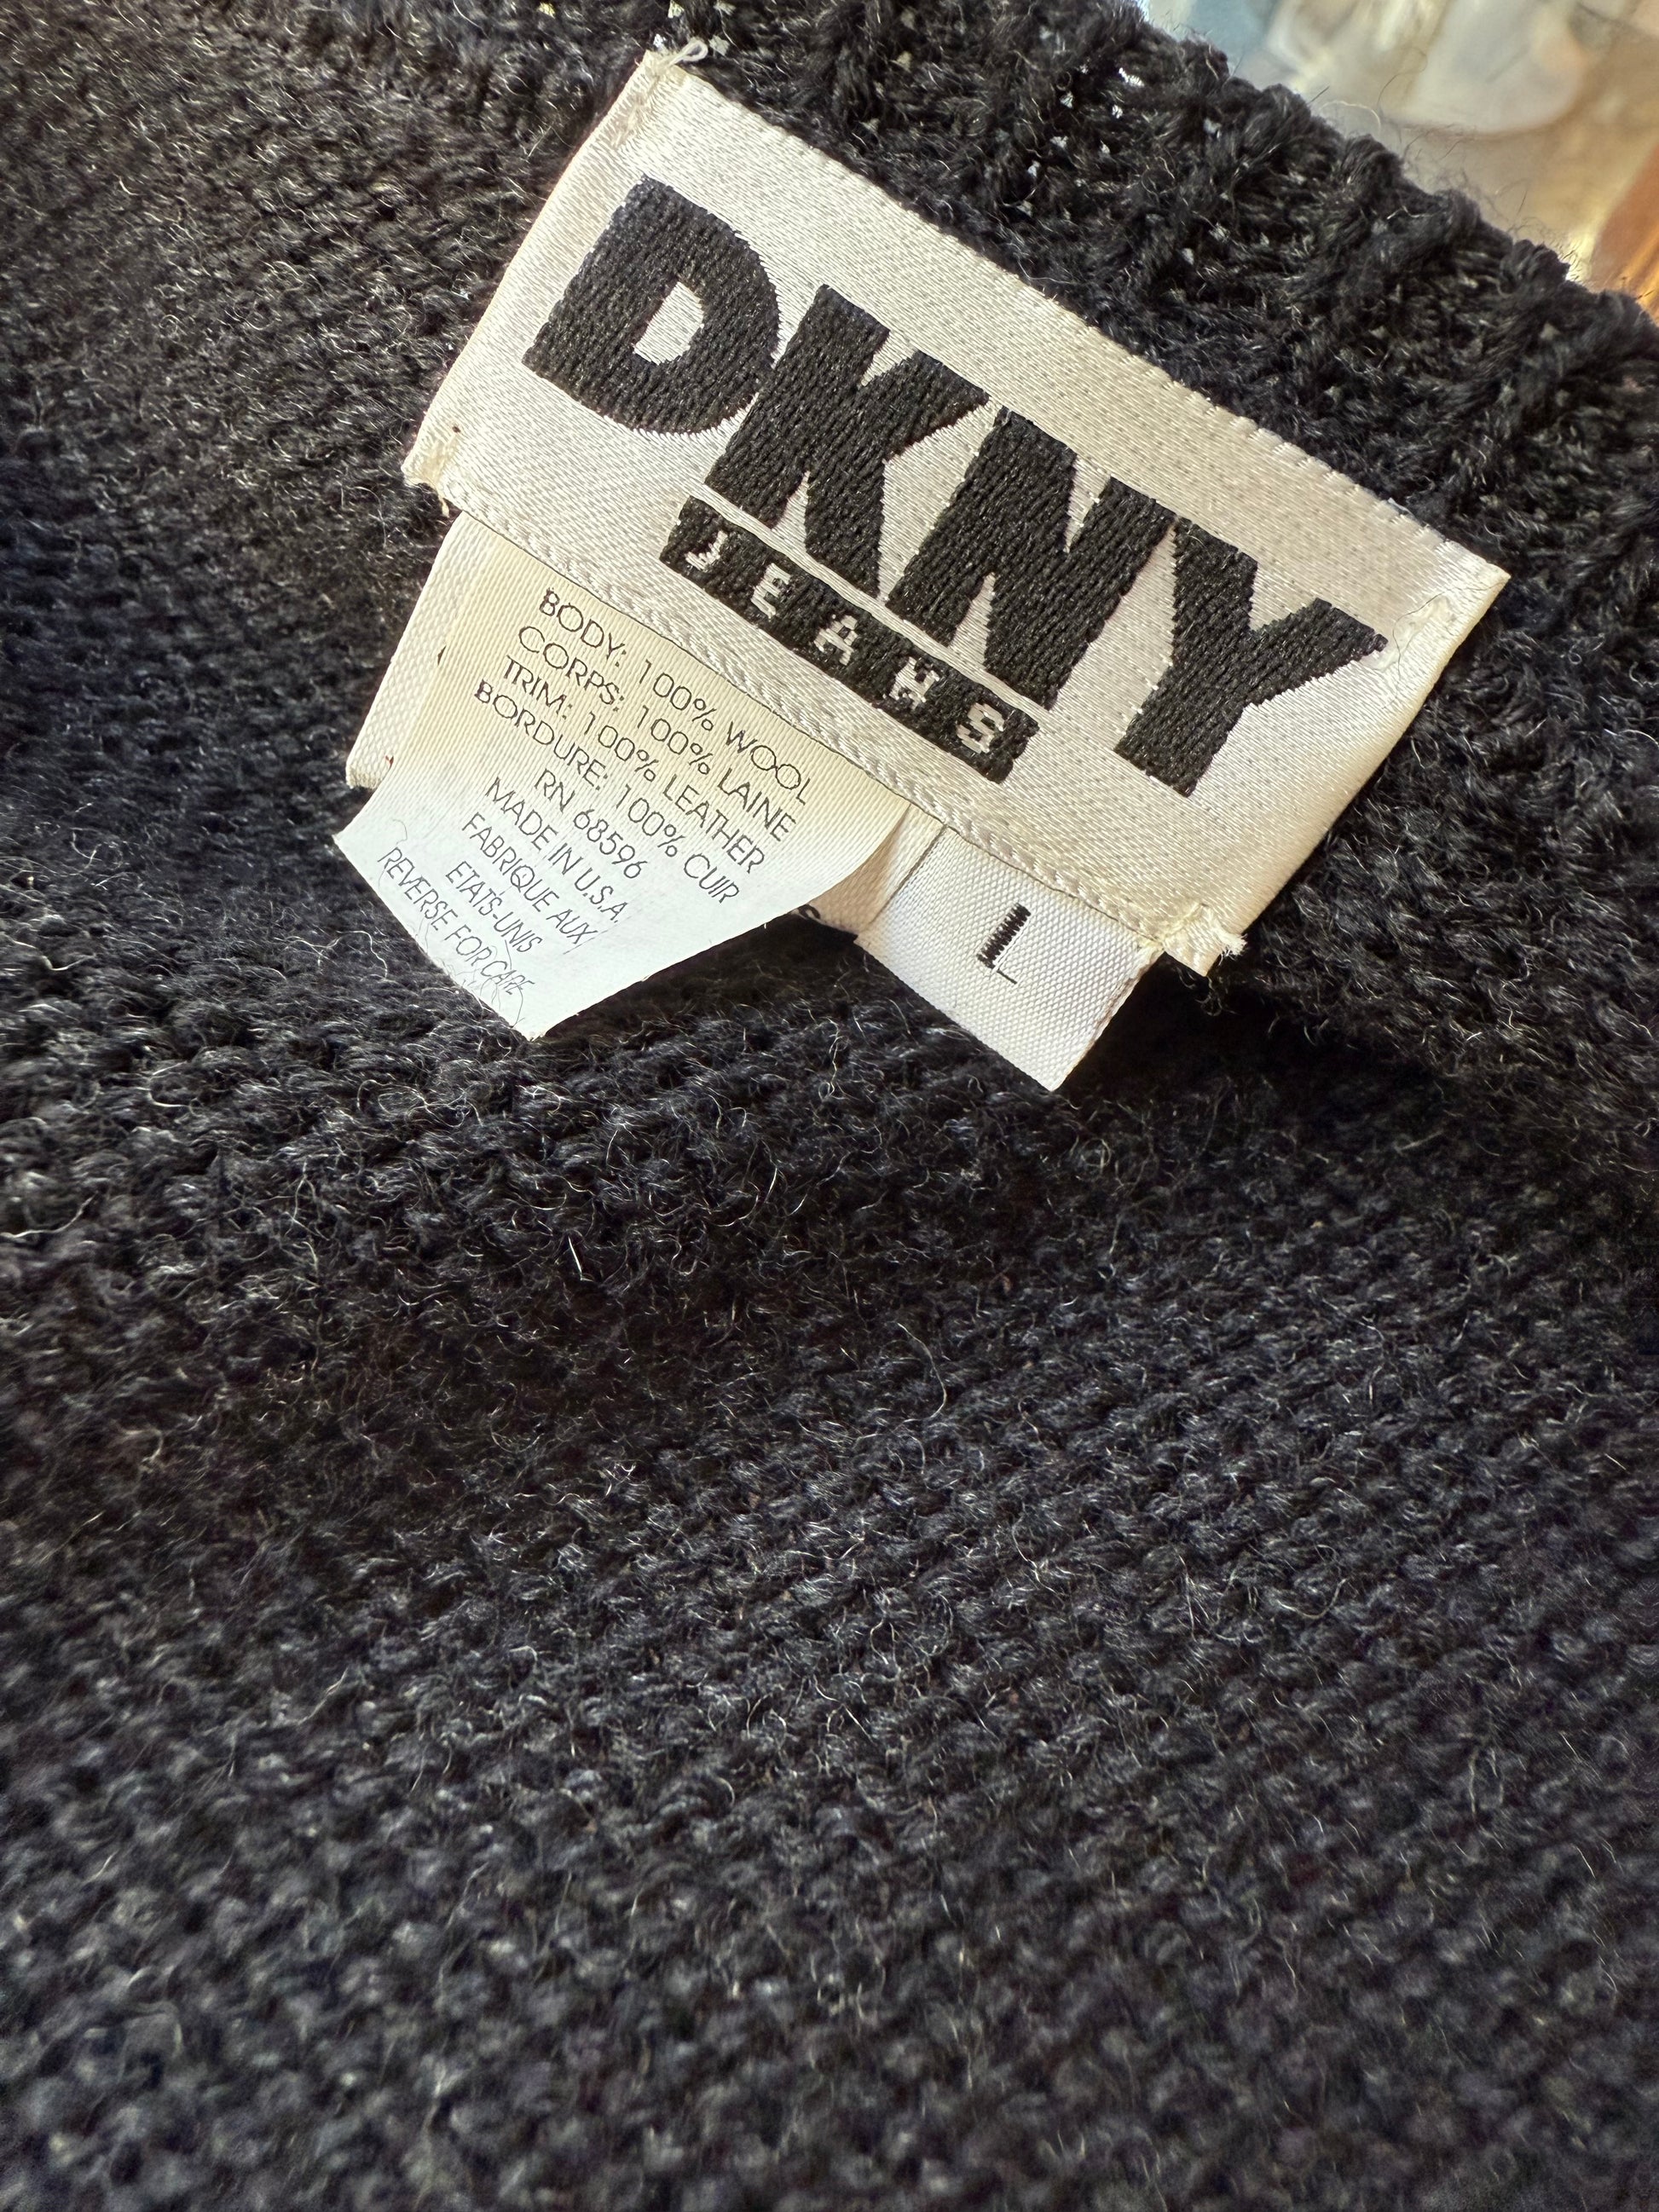 DKNY
JEANS
BODY: 100% WOOL
CORPS: 100% LAINE
TRIM: 100% LEATHER
BORDURE: 100% CUIR
RN 68596
MADE IN U.S.A.
FABRIQUE AUX
ETATS-UNIS
REVERSE FOR CARE
L